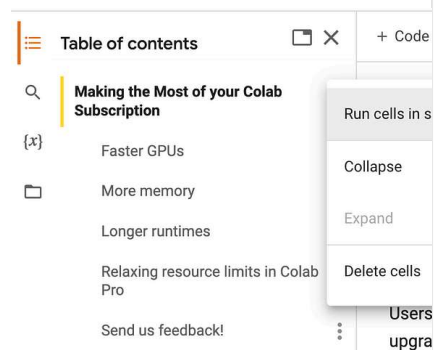 Table of contents
+ Code
Making the Most of your Colab
Subscription
{x}
Faster GPUs
More memory
Longer runtimes
Relaxing resource limits in Colab
Pro
Send us feedback!
Run cells in s
Collapse
Expand
Delete cells
Users
upgra